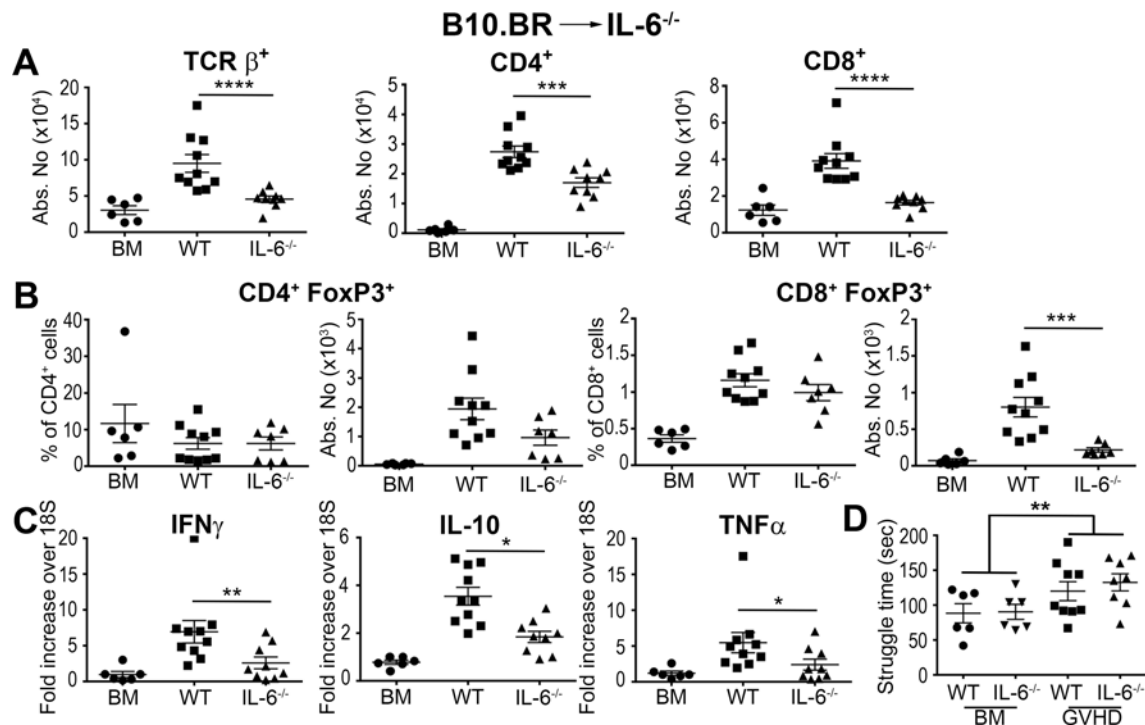 B10.BR → IL-6-/-
A
TCR β+
CD4+
CD8+
****
***
****
Abs. No (x10⁴)
20
15
10
5
0
BM WT IL-6-/-
Abs. No (x10⁴)
5
4
3
2
1
0
BM WT IL-6-/-
Abs. No (x10⁴)
8
6
4
2
0
BM WT IL-6-/-
B
CD4+ FoxP3+
CD8+ FoxP3+
% of CD4+ cells
40
30
20
10
0
BM WT IL-6-/-
Abs. No (x10³)
5
4
3
2
1
0
BM WT IL-6-/-
% of CD8+ cells
2
1.5
1
0.5
0
BM WT IL-6-/-
Abs. No (x10³)
2
1.5
1
0.5
0
***
BM WT IL-6-/-
C
IFNγ
Fold increase over 18S
20
15
10
5
0
**
BM WT IL-6-/-
IL-10
Fold increase over 18S
6
4
2
0
*
BM WT IL-6-/-
TNFα
Fold increase over 18S
20
15
10
5
0
*
BM WT IL-6-/-
D
**
Struggle time (sec)
200
150
100
50
0
WT IL-6-/- WT IL-6-/-
BM GVHD